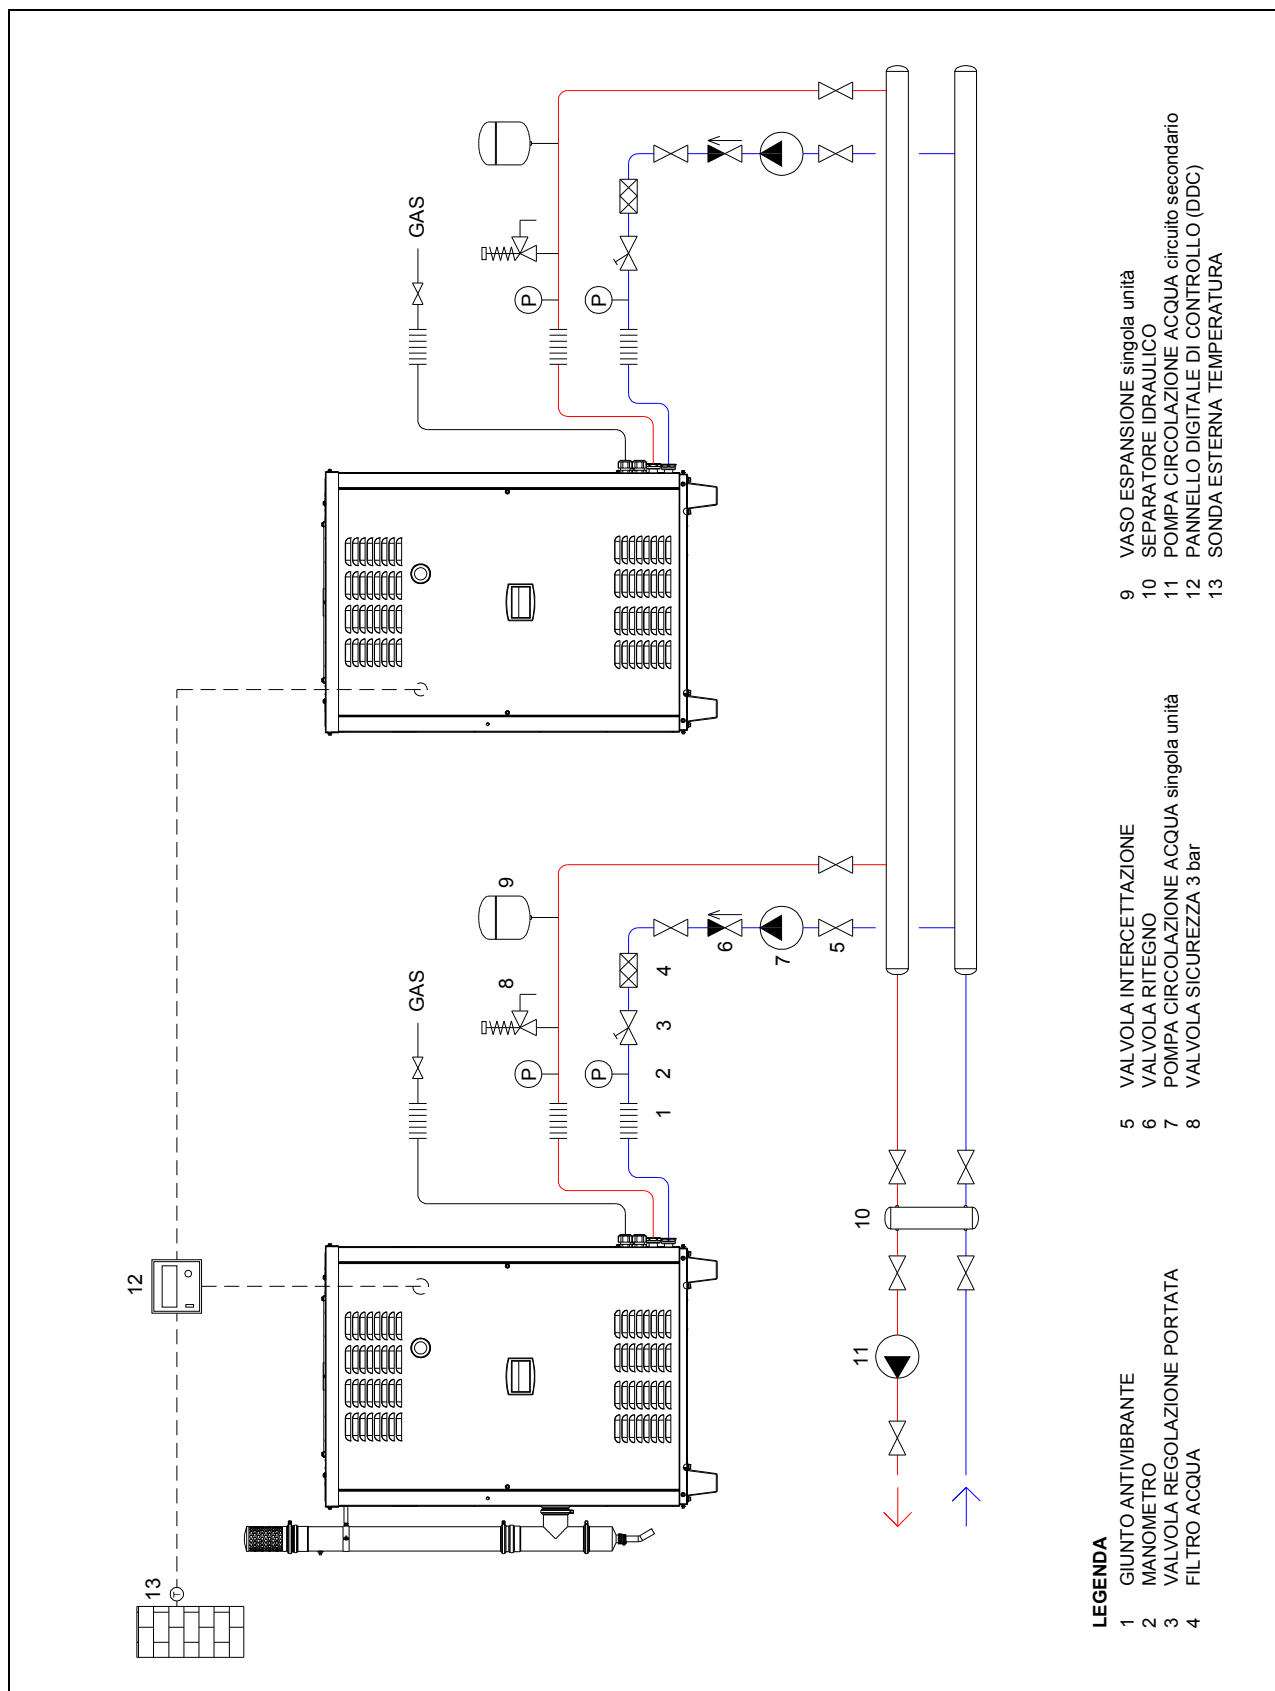 13
12
GAS
GAS
8
9
P
P
P
P
1
2
3
4
6
7
5
10
11
T
LEGENDA
1 GIUNTO ANTIVIBRANTE
2 MANOMETRO
3 VALVOLA REGOLAZIONE PORTATA
4 FILTRO ACQUA
5 VALVOLA INTERCETTAZIONE
6 VALVOLA RITEGNO
7 POMPA CIRCOLAZIONE ACQUA singola unità
8 VALVOLA SICUREZZA 3 bar
9 VASO ESPANSIONE singula unità
10 SEPARATORE IDRAULICO
11 POMPA CIRCOLAZIONE ACQUA circuito secondario
12 PANNELLO DIGITALE DI CONTROLLO (DDC)
13 SONDA ESTERNA TEMPERATURA